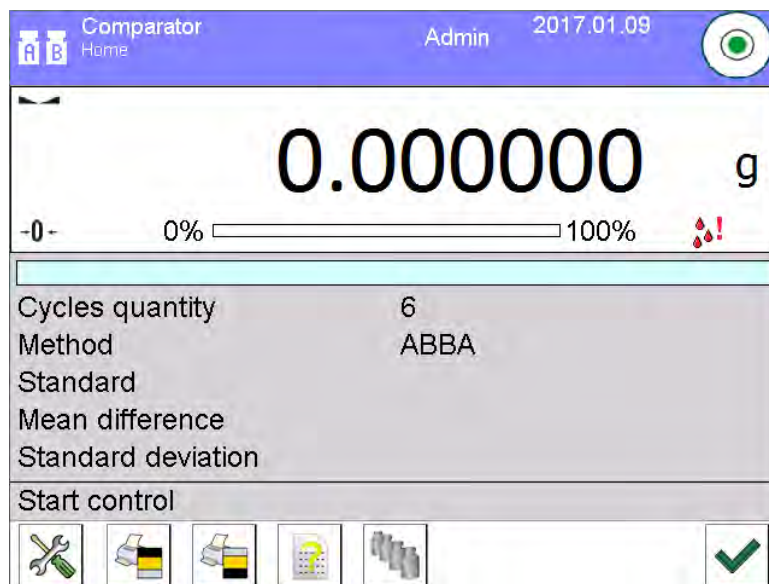 Comparator
Home
Admin
2017.01.09
A B
0.000000 g
0% 100%
Cycles quantity 6
Method ABBA
Standard
Mean difference
Standard deviation
Start control